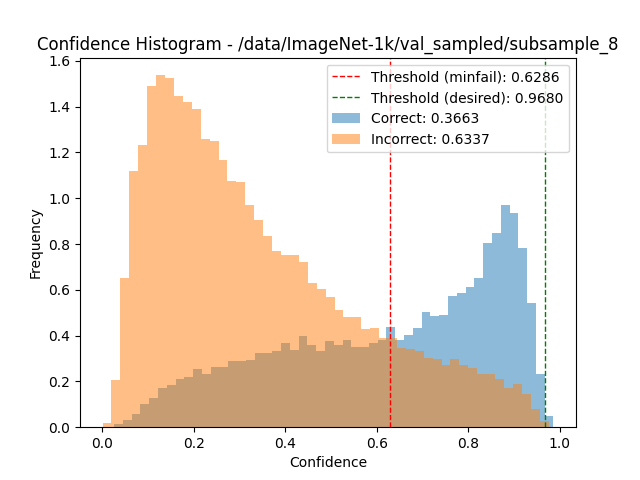 Confidence Histogram - /data/ImageNet-1k/val_sampled/subsample_8
Threshold (minfail): 0.6286
Threshold (desired): 0.9680
Correct: 0.3663
Incorrect: 0.6337
Frequency
1.6
1.4
1.2
1.0
0.8
0.6
0.4
0.2
0.0
0.0 0.2 0.4 0.6 0.8 1.0
Confidence